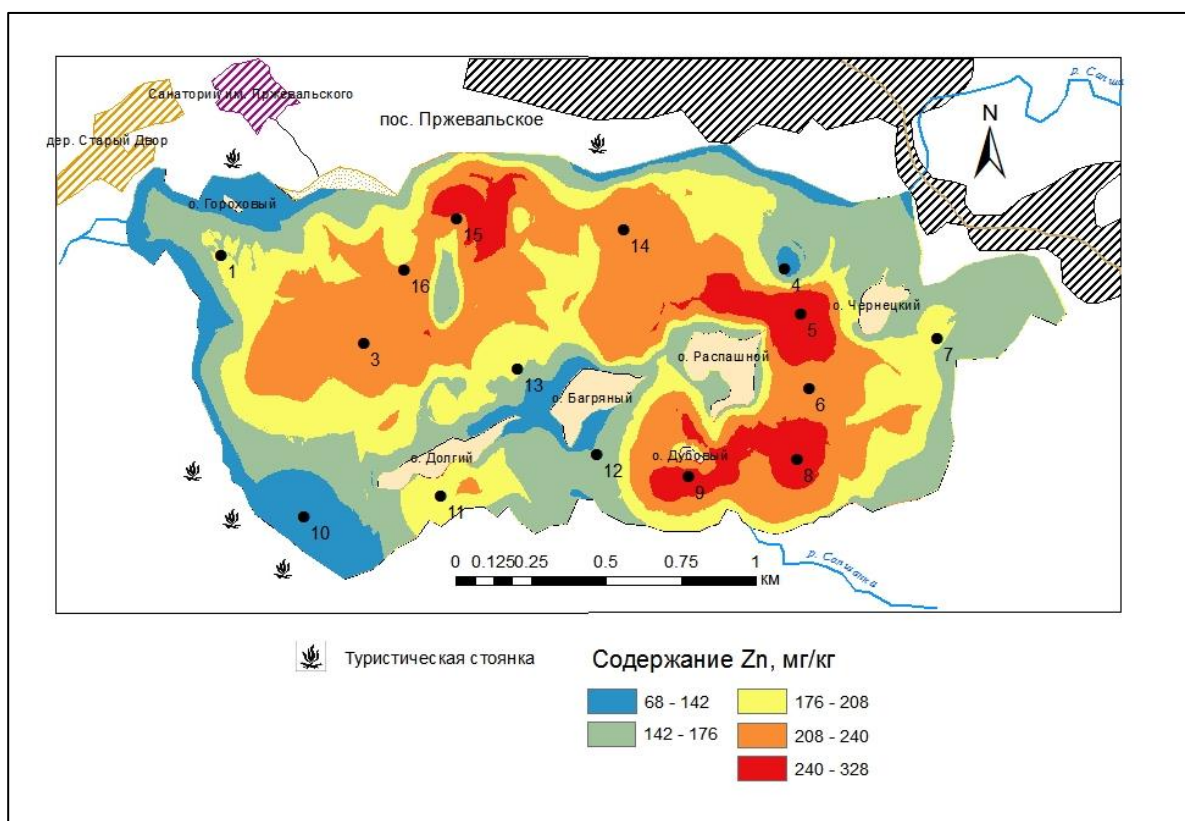 р. Сапша
Санаторий им. Пржевальского
N
пос. Пржевальское
дер. Старый Двор
о. Гороховый
15
14
1
16
4
о. Чернецкий
5
7
3
о. Распашной
13
о. Багряный
6
о. Долгий
12
о. Дубовый
8
9
11
10
0 0.125 0.25 0.5 0.75 1
км
р. Сапшанка
Туристическая стоянка
Содержание Zn, мг/кг
68 - 142
176 - 208
142 - 176
208 - 240
240 - 328